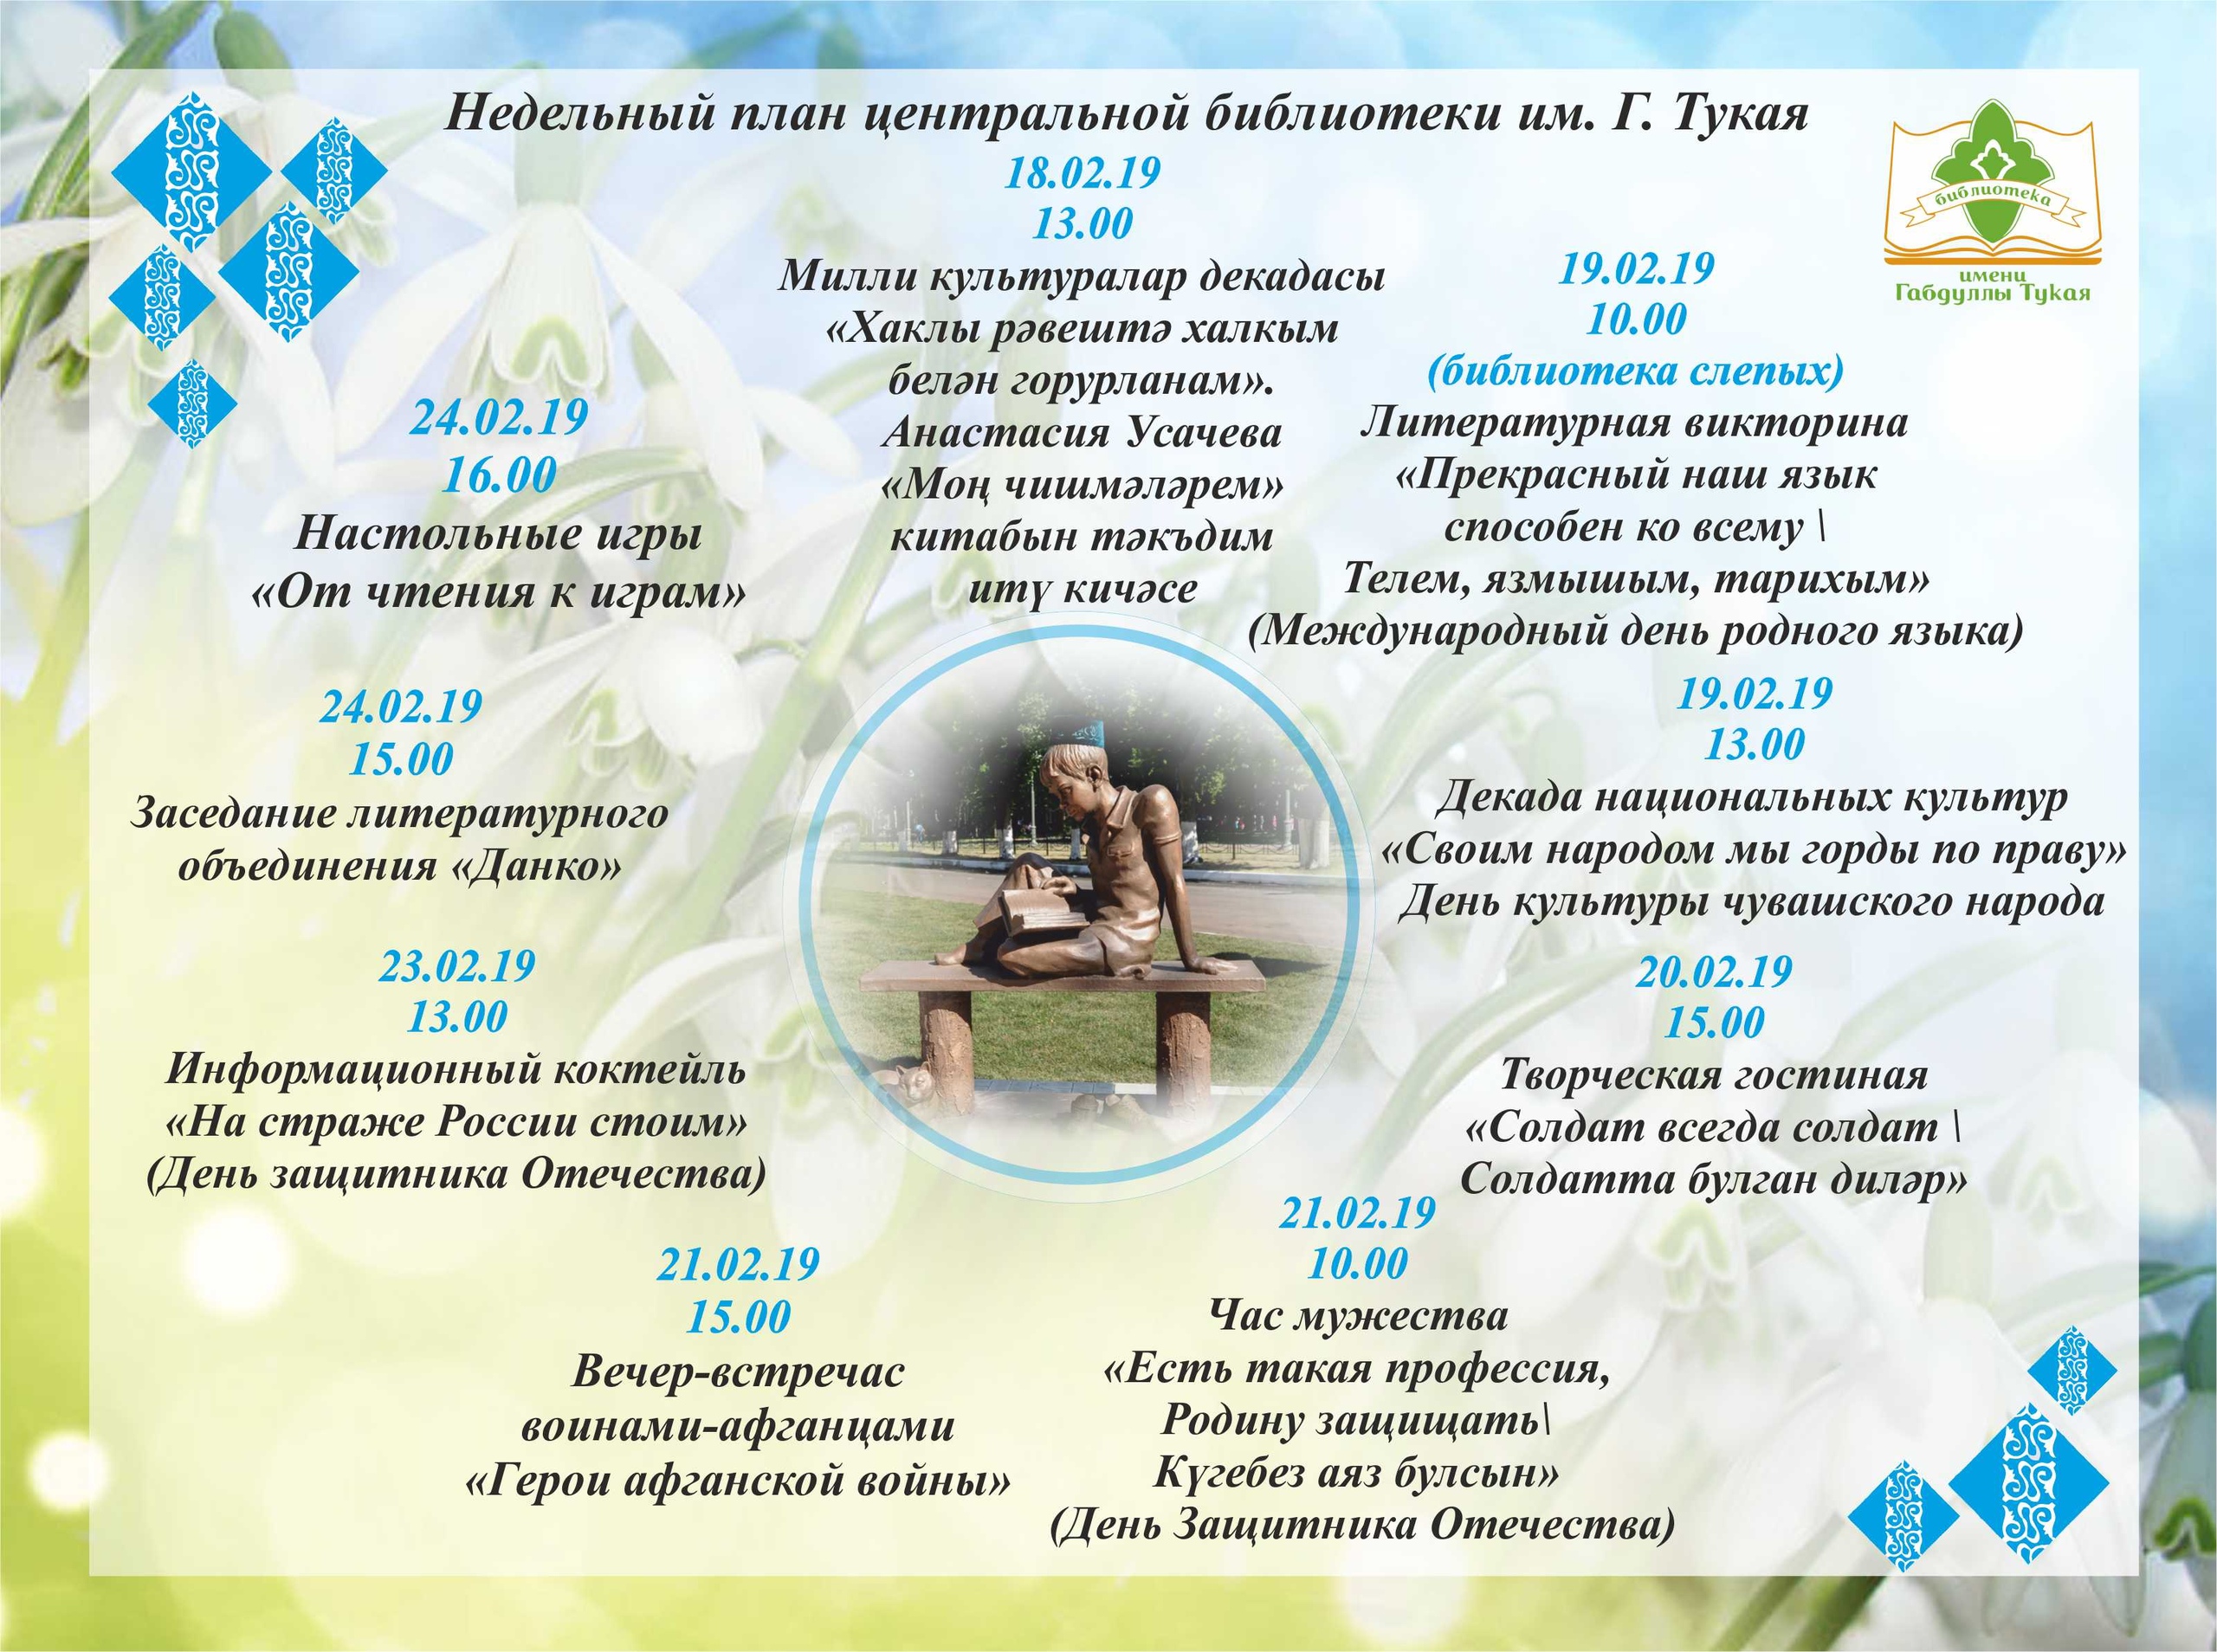 Недельный план центральной библиотеки им. Г. Тукая
библиотека
имени
Габдуллы Тукая
18.02.19
13.00
Милли культуралар декадасы
«Хаклы рәвештә халкым
белән горурланам».
Анастасия Усачева
«Моң чишмәләрем»
китабын тәкъдим
итү кичәсе
19.02.19
10.00
(библиотека слепых)
Литературная викторина
«Прекрасный наш язык
способен ко всему \
Телем, язмышым, тарихым»
(Международный день родного языка)
19.02.19
13.00
Декада национальных культур
«Своим народом мы горды по праву»
День культуры чувашского народа
20.02.19
15.00
Творческая гостиная
«Солдат всегда солдат \
Солдатта булган диләр»
21.02.19
10.00
Час мужества
«Есть такая профессия,
Родину защищать\
Күгебез аяз булсын»
(День Защитника Отечества)
21.02.19
15.00
Вечер-встречас
воинами-афганцами
«Герои афганской войны»
23.02.19
13.00
Информационный коктейль
«На страже России стоим»
(День защитника Отечества)
24.02.19
15.00
Заседание литературного
объединения «Данко»
24.02.19
16.00
Настольные игры
«От чтения к играм»